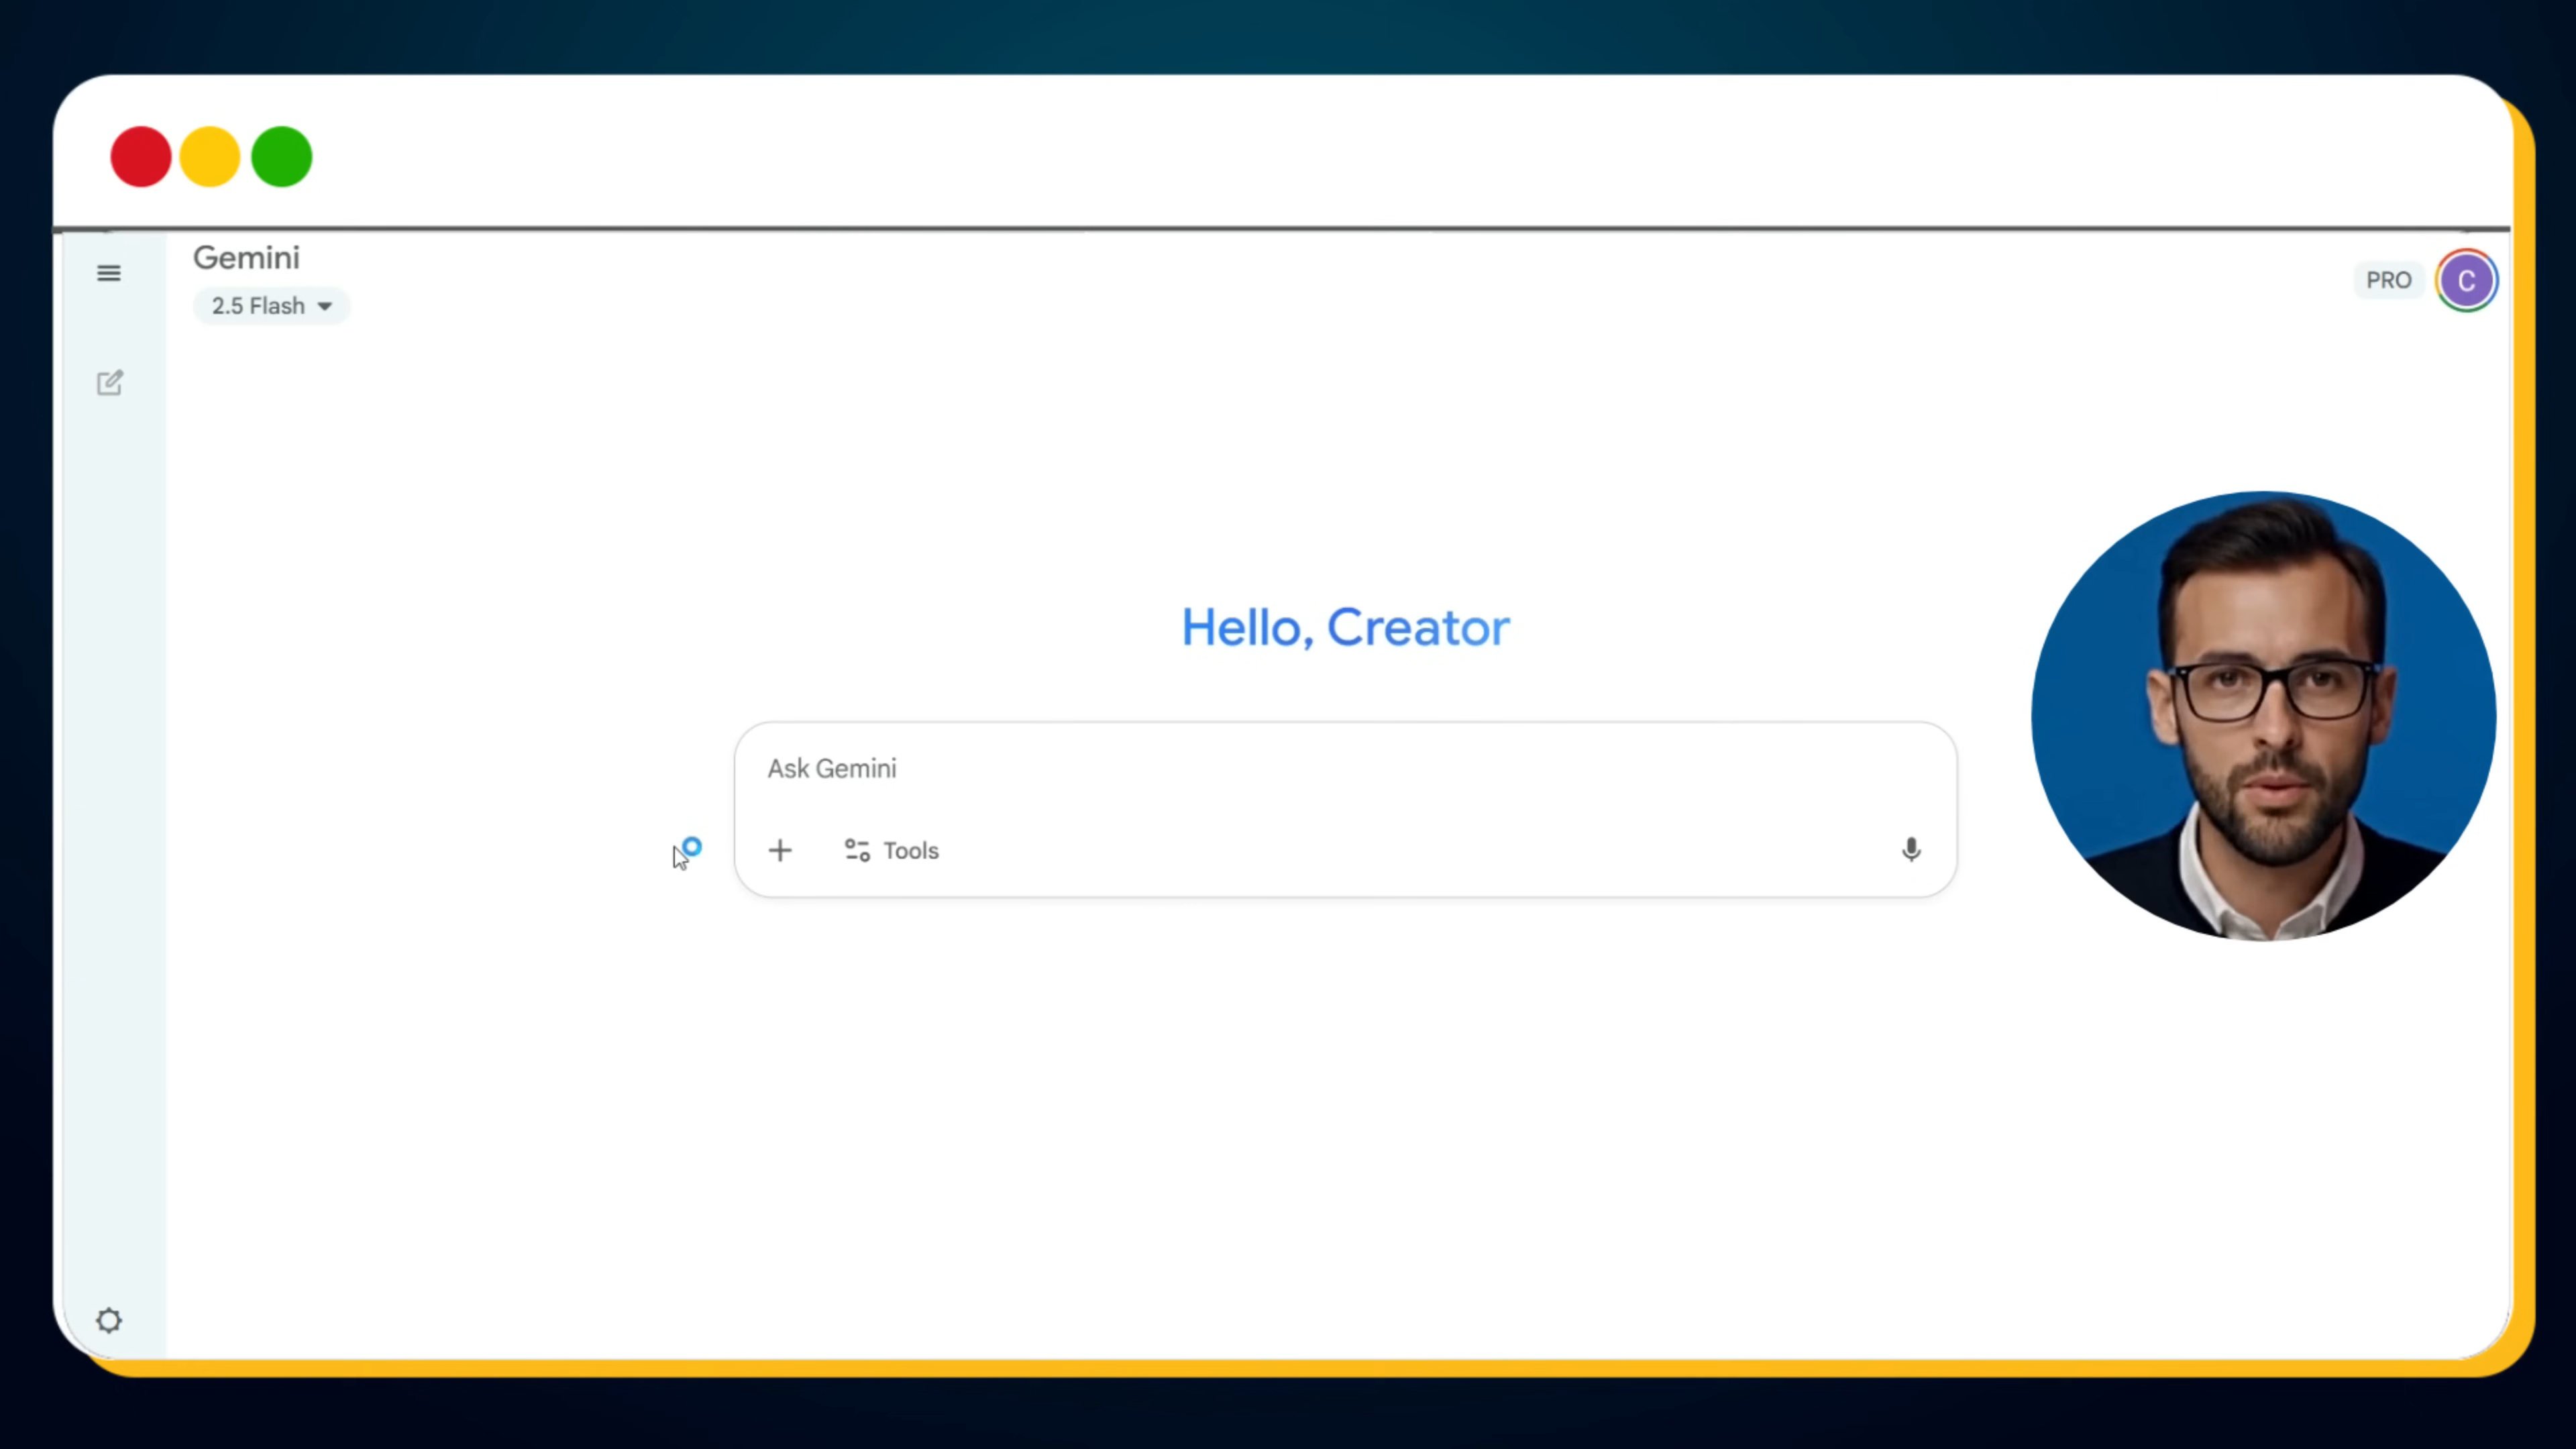 Gemini
2.5 Flash
PRO
C
Hello, Creator
Ask Gemini
Tools